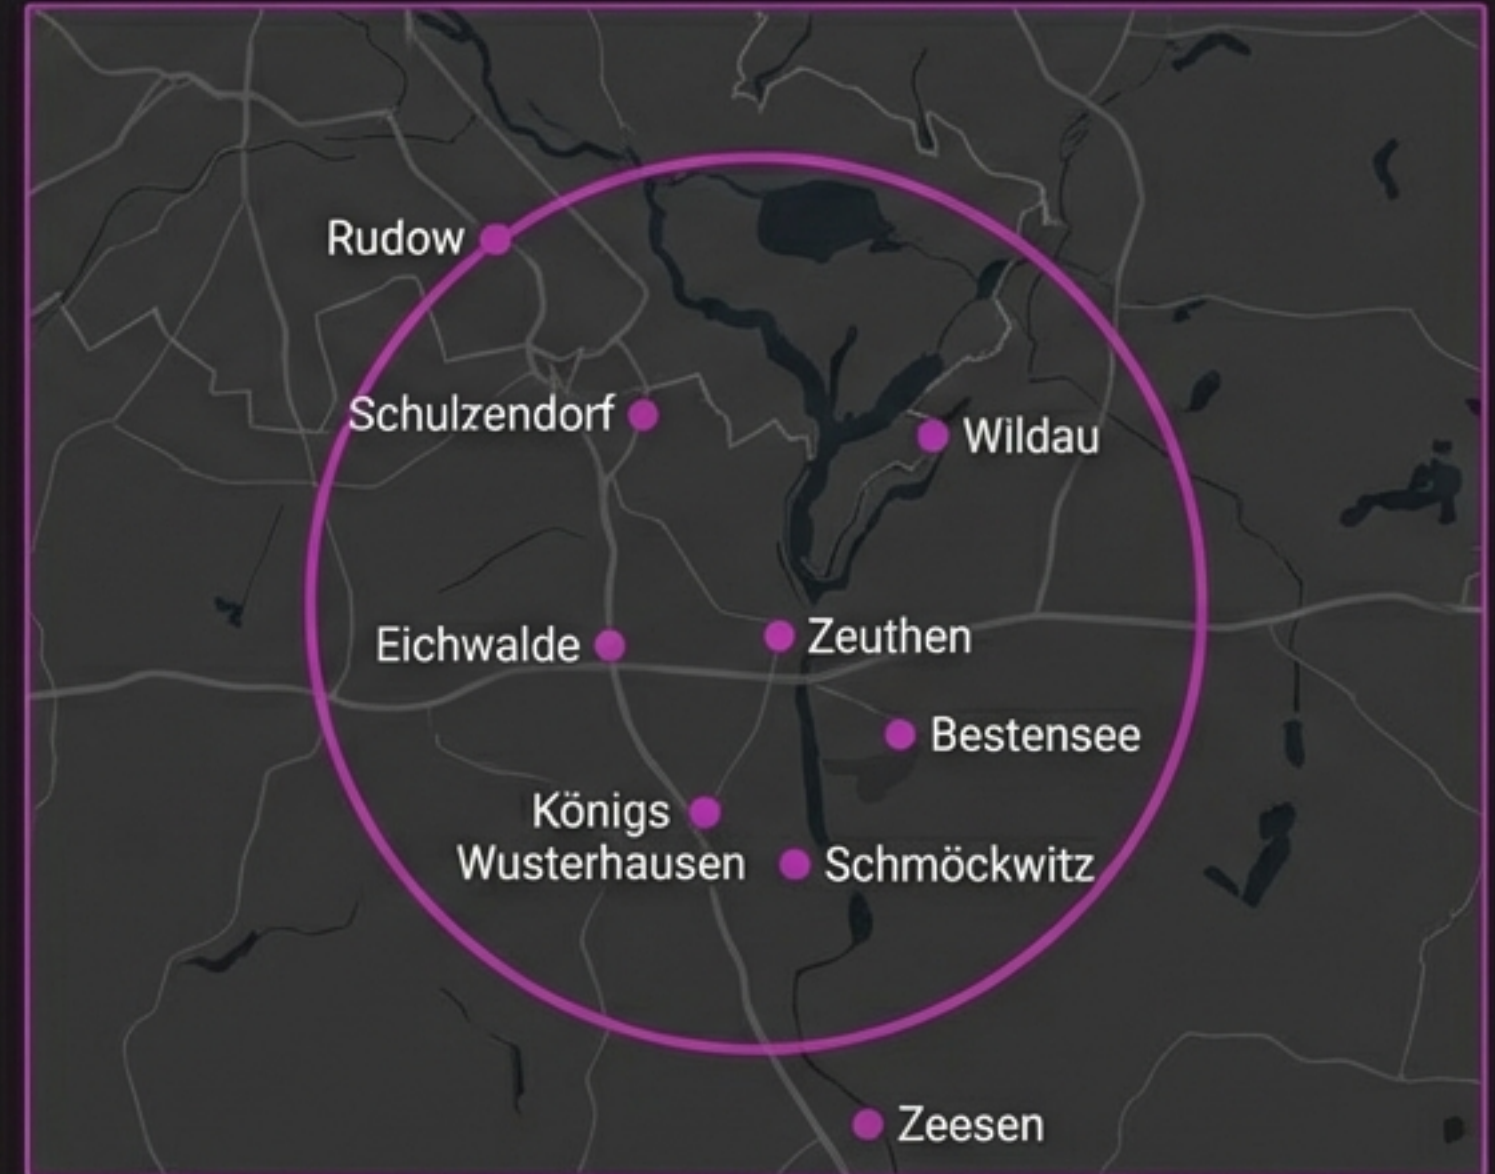 Rudow
Schulzendorf
Wildau
Eichwalde
Zeuthen
Bestensee
Königs
Wusterhausen
Schmöckwitz
Zeesen